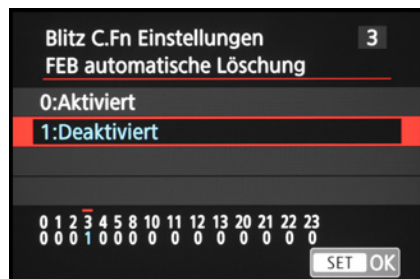 Blitz C.Fn Einstellungen 3
FEB automatische Löschung
0:Aktiviert
1:Deaktiviert
0 1 2 3 4 5 8 10 11 12 13 20 21 22 23
0 0 0 1 0 0 0 0 0 0 0 0 0 0 0
SET OK